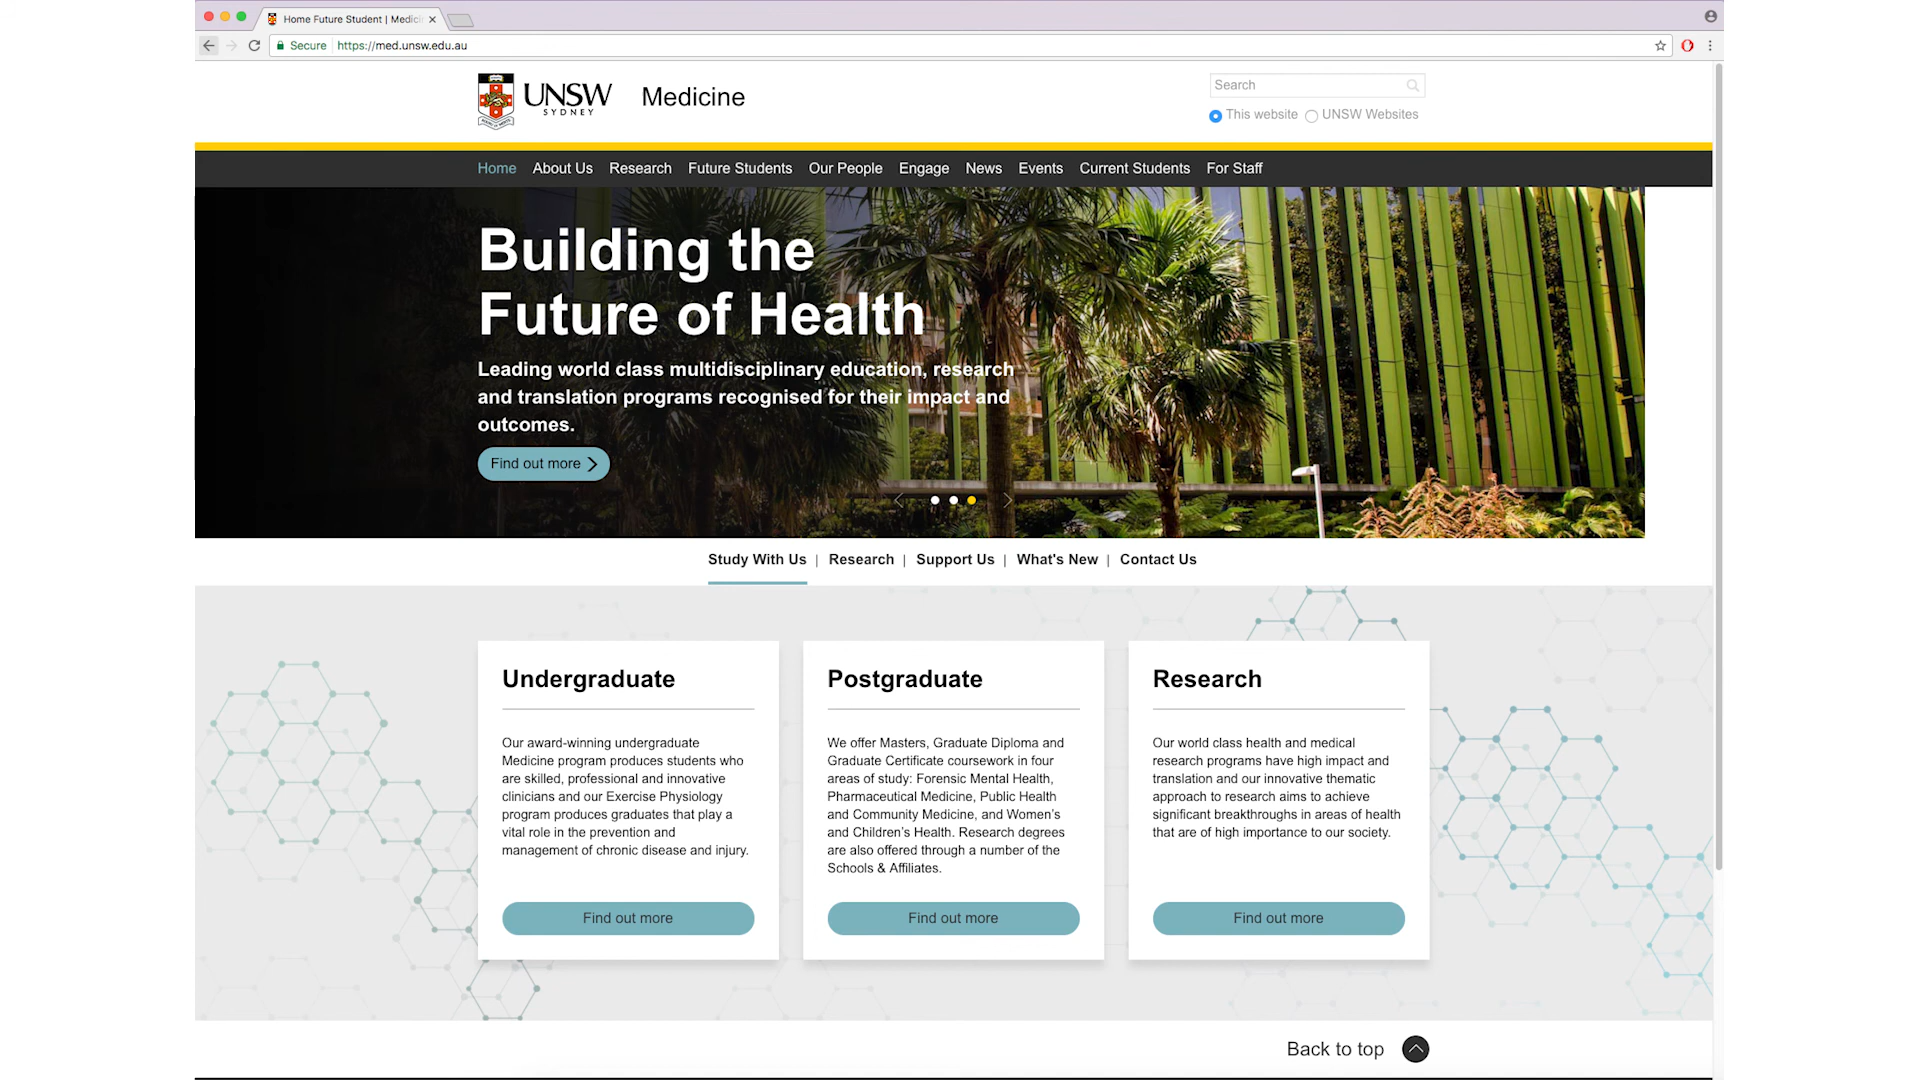 Home Future Student | Medici
Secure https://med.unsw.edu.au
UNSW
SYDNEY
Medicine
Search
This website UNSW Websites
Home About Us Research Future Students Our People Engage News Events Current Students For Staff
Building the
Future of Health
Leading world class multidisciplinary education, research
and translation programs recognised for their impact and
outcomes.
Find out more
Study With Us | Research | Support Us | What's New | Contact Us
Undergraduate
Our award-winning undergraduate
Medicine program produces students who
are skilled, professional and innovative
clinicians and our Exercise Physiology
program produces graduates that play a
vital role in the prevention and
management of chronic disease and injury.
Find out more
Postgraduate
We offer Masters, Graduate Diploma and
Graduate Certificate coursework in four
areas of study: Forensic Mental Health,
Pharmaceutical Medicine, Public Health
and Community Medicine, and Women's
and Children's Health. Research degrees
are also offered through a number of the
Schools & Affiliates.
Find out more
Research
Our world class health and medical
research programs have high impact and
translation and our innovative thematic
approach to research aims to achieve
significant breakthroughs in areas of health
that are of high importance to our society.
Find out more
Back to top